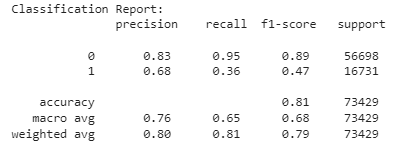 Classification Report:
precision recall f1-score support
0 0.83 0.95 0.89 56698
1 0.68 0.36 0.47 16731
accuracy 0.81 73429
macro avg 0.76 0.65 0.68 73429
weighted avg 0.80 0.81 0.79 73429